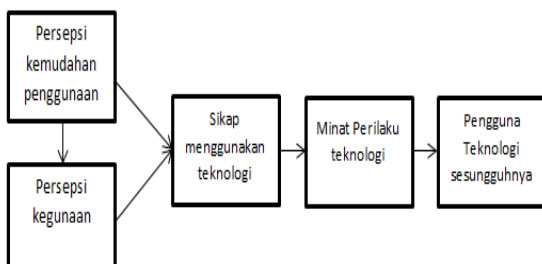 Persepsi
kemudahan
penggunaan
Persepsi
kegunaan
Sikap
menggunakan
teknologi
Minat Perilaku
teknologi
Pengguna
Teknologi
sesungguhnya